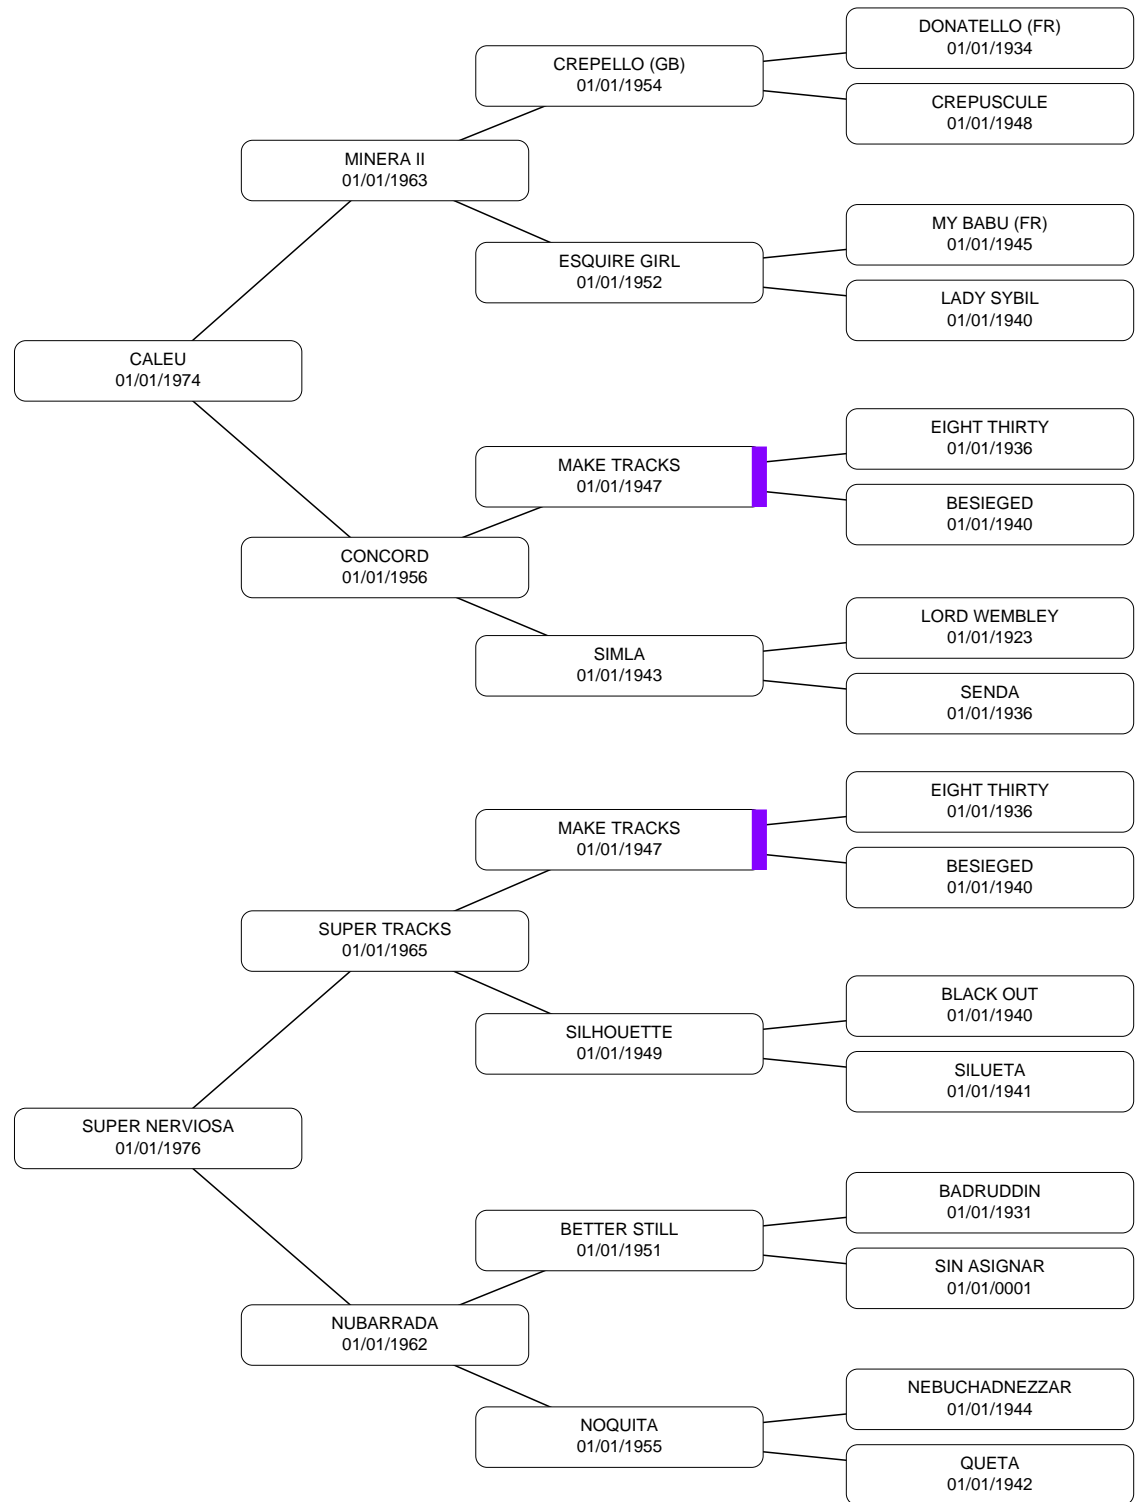 DONATELLO (FR)
01/01/1934
CREPELLO (GB)
01/01/1954
CREPUSCULE
01/01/1948
MINERA II
01/01/1963
MY BABU (FR)
01/01/1945
ESQUIRE GIRL
01/01/1952
LADY SYBIL
01/01/1940
CALEU
01/01/1974
EIGHT THIRTY
01/01/1936
MAKE TRACKS
01/01/1947
BESIEGED
01/01/1940
CONCORD
01/01/1956
LORD WEMBLEY
01/01/1923
SIMLA
01/01/1943
SENDA
01/01/1936
EIGHT THIRTY
01/01/1936
MAKE TRACKS
01/01/1947
BESIEGED
01/01/1940
SUPER TRACKS
01/01/1965
BLACK OUT
01/01/1940
SILHOUETTE
01/01/1949
SILUETA
01/01/1941
SUPER NERVIOSA
01/01/1976
BADRUDDIN
01/01/1931
BETTER STILL
01/01/1951
SIN ASIGNAR
01/01/0001
NUBARRADA
01/01/1962
NEBUCHADNEZZAR
01/01/1944
NOQUITA
01/01/1955
QUETA
01/01/1942